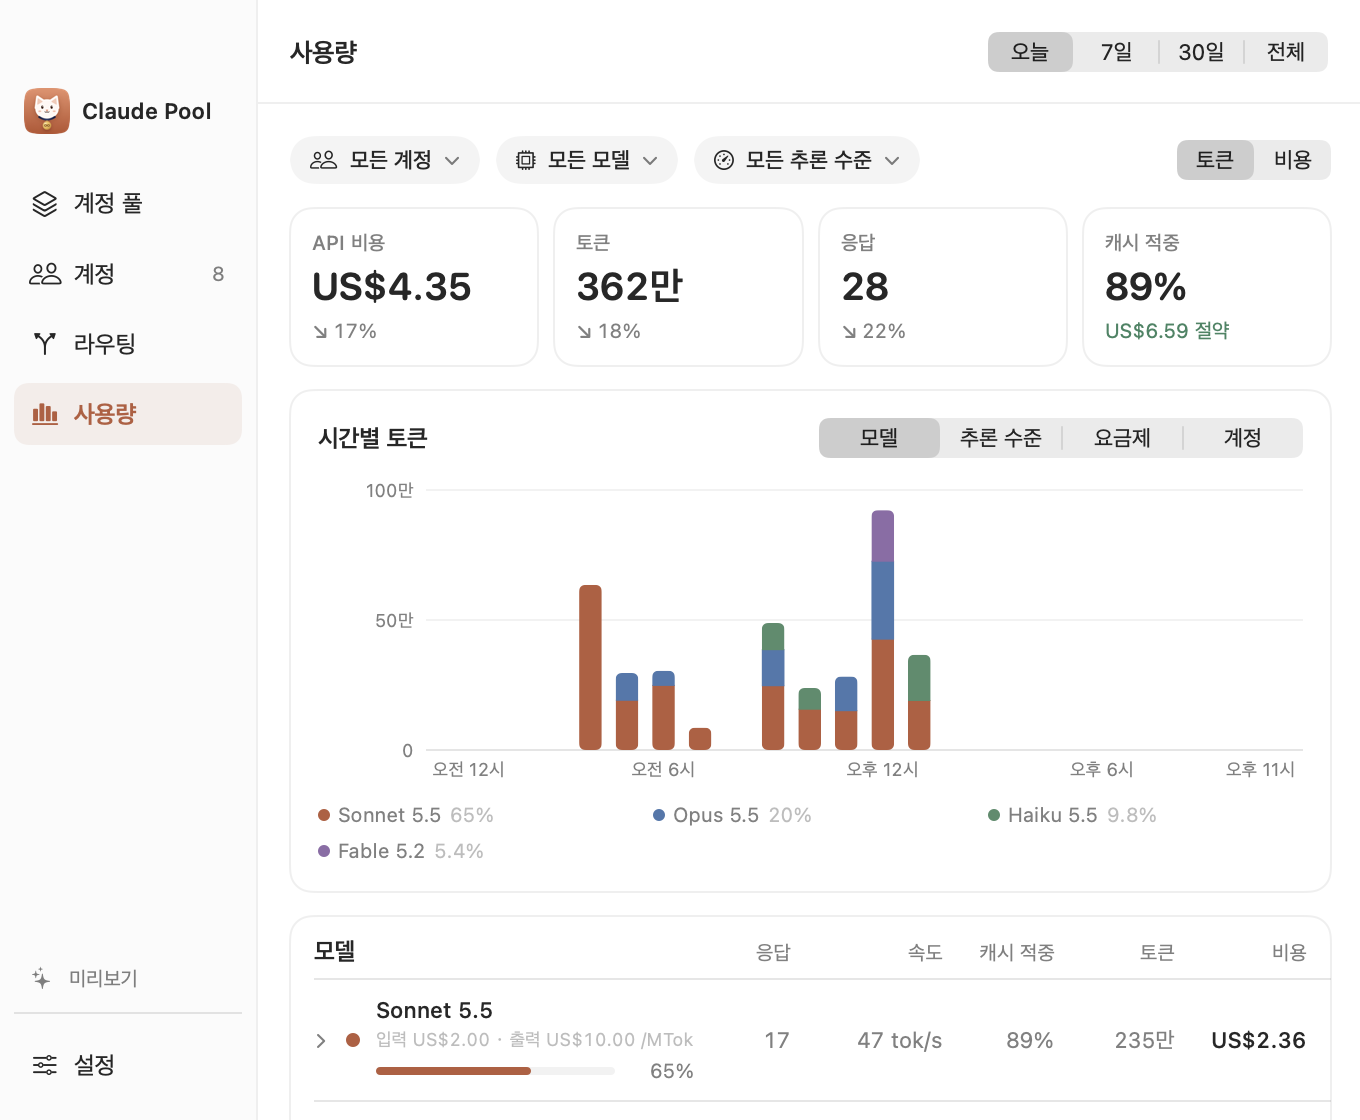 Claude Pool
계정 풀
계정 8
라우팅
사용량
미리보기
설정
사용량
오늘 7일 30일 전체
모든 계정 모든 모델 모든 추론 수준
토큰 비용
API 비용
US$4.35
17%
토큰
362만
18%
응답
28
22%
캐시 적중
89%
US$6.59 절약
시간별 토큰
모델 추론 수준 요금제 계정
100만
50만
0
오전 12시 오전 6시 오후 12시 오후 6시 오후 11시
Sonnet 5.5 65% Opus 5.5 20% Haiku 5.5 9.8%
Fable 5.2 5.4%
모델 응답 속도 캐시 적중 토큰 비용
Sonnet 5.5
입력 US$2.00 · 출력 US$10.00 /MTok
65%
17 47 tok/s 89% 235만 US$2.36